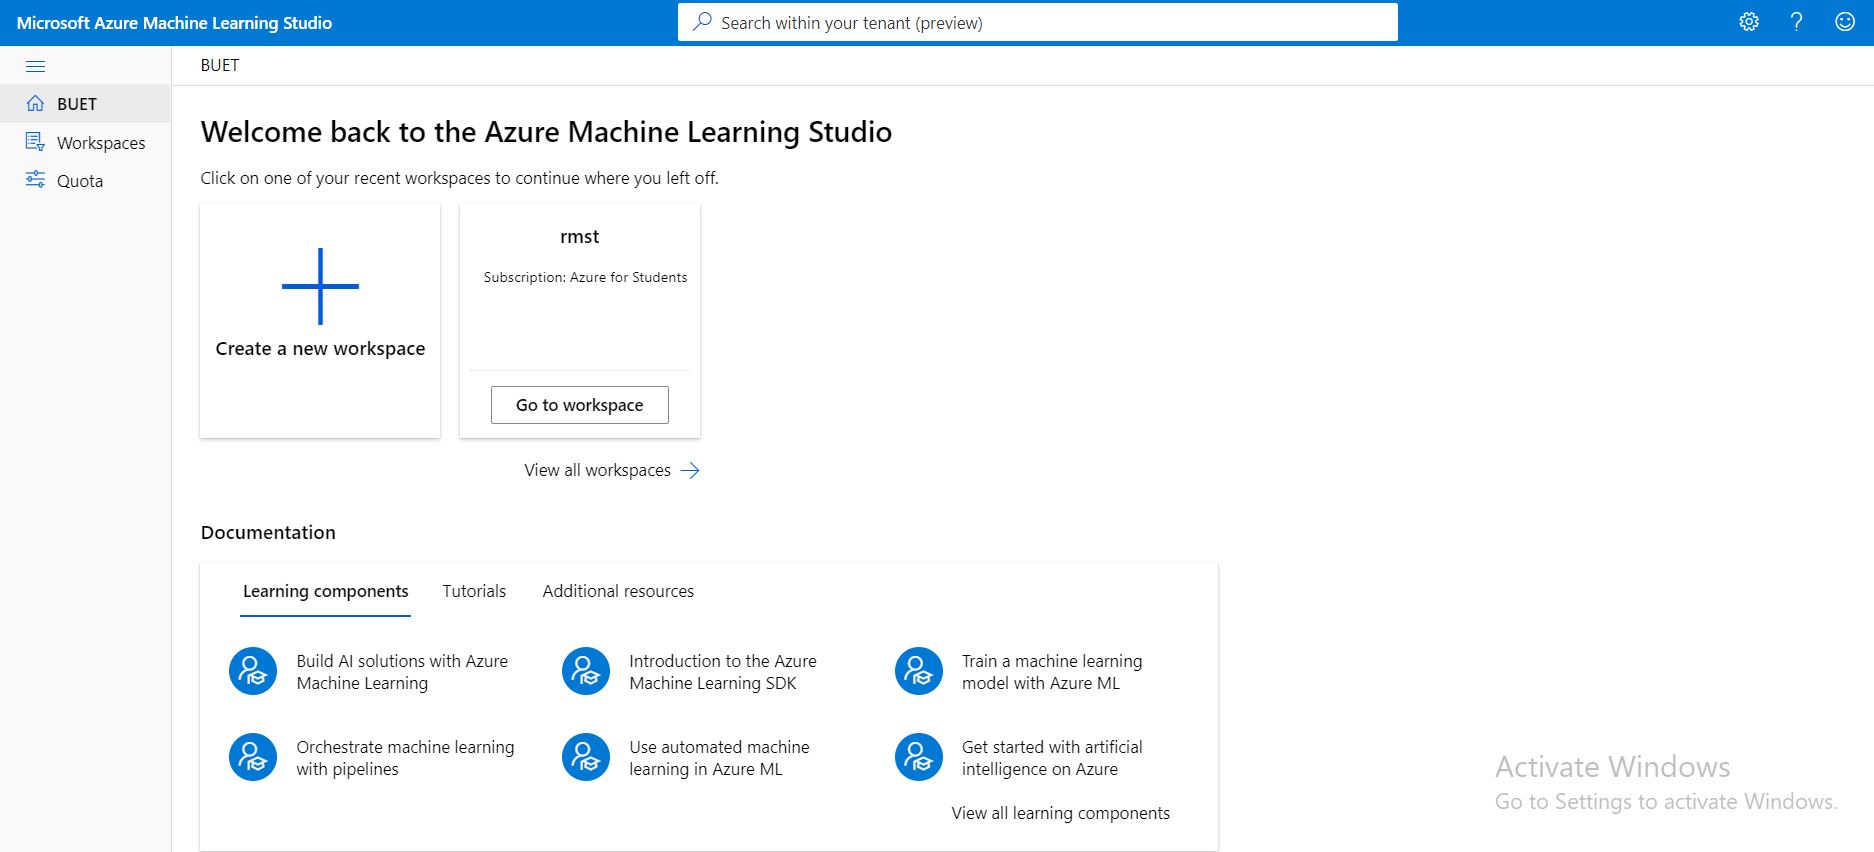 Microsoft Azure Machine Learning Studio
Search within your tenant (preview)
?
BUET
Workspaces
Quota
BUET
Welcome back to the Azure Machine Learning Studio
Click on one of your recent workspaces to continue where you left off.
Create a new workspace
rmst
Subscription: Azure for Students
Go to workspace
View all workspaces
Documentation
Learning components
Tutorials
Additional resources
Build AI solutions with Azure
Machine Learning
Introduction to the Azure
Machine Learning SDK
Train a machine learning
model with Azure ML
Orchestrate machine learning
with pipelines
Use automated machine
learning in Azure ML
Get started with artificial
intelligence on Azure
View all learning components
Activate Windows
Go to Settings to activate Windows.